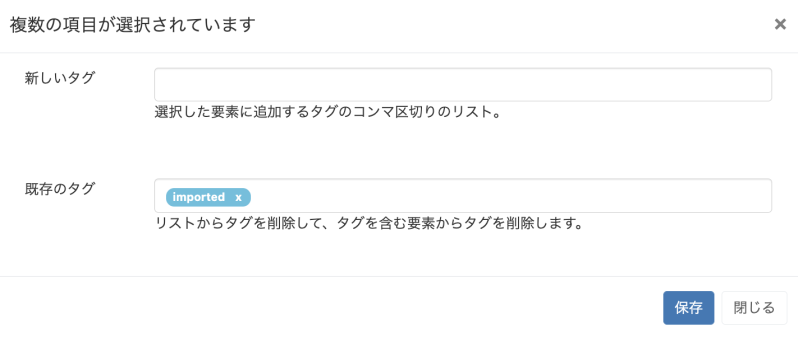 複数の項目が選択されています ×
新しいタグ
選択した要素に追加するタグのコンマ区切りのリスト。
既存のタグ
imported x
リストからタグを削除して、タグを含む要素からタグを削除します。
保存 閉じる